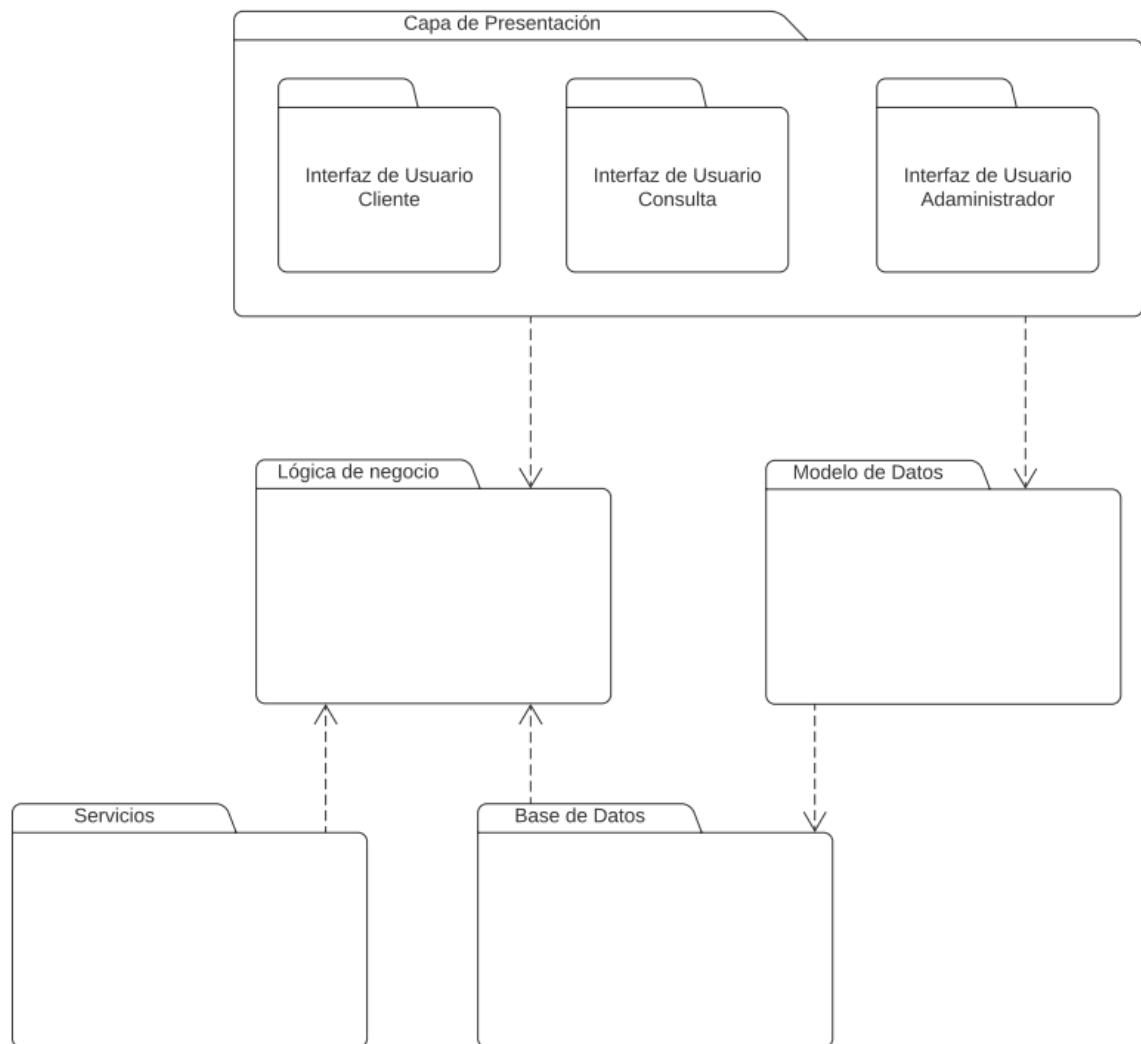 Capa de Presentación
Interfaz de Usuario
Cliente
Interfaz de Usuario
Consulta
Interfaz de Usuario
Adaministrador
Lógica de negocio
Modelo de Datos
Servicios
Base de Datos